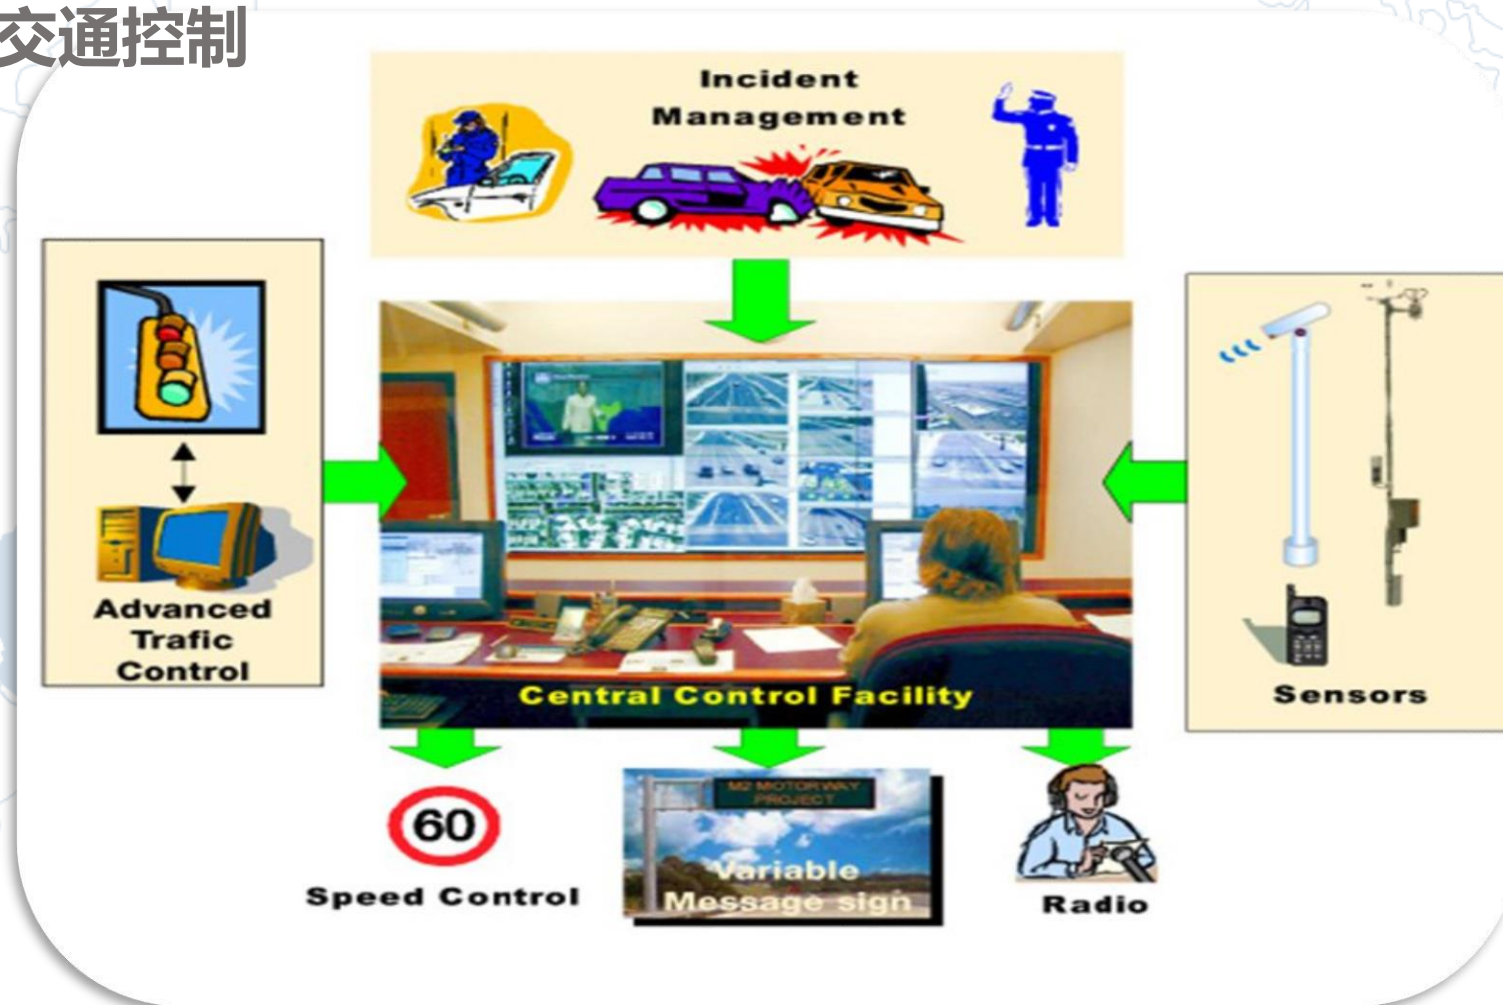 交通控制
Incident
Management
Advanced
Trafic
Control
Central Control Facility
Sensors
60
Speed Control
M2 MOTORWAY
PROJECT
Variable
Message sign
Radio